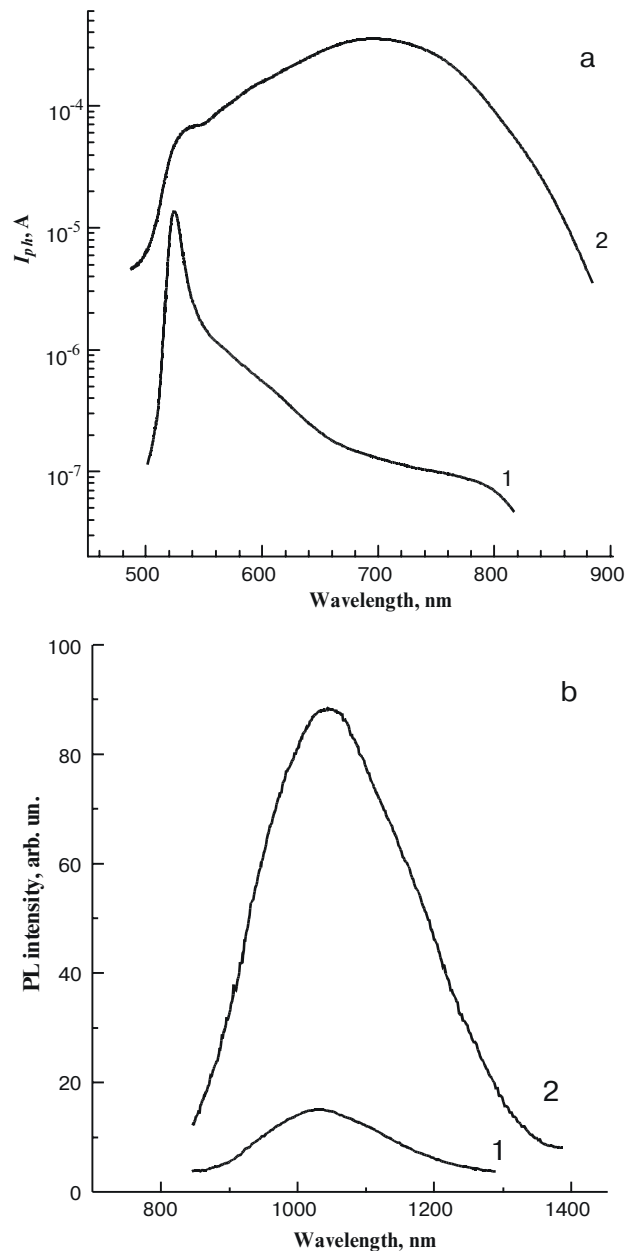 a
10⁻⁴
10⁻⁵
10⁻⁶
10⁻⁷
I_ph, A
2
1
500 600 700 800 900
Wavelength, nm
b
100
80
60
40
20
0
PL intensity, arb. un.
2
1
800 1000 1200 1400
Wavelength, nm